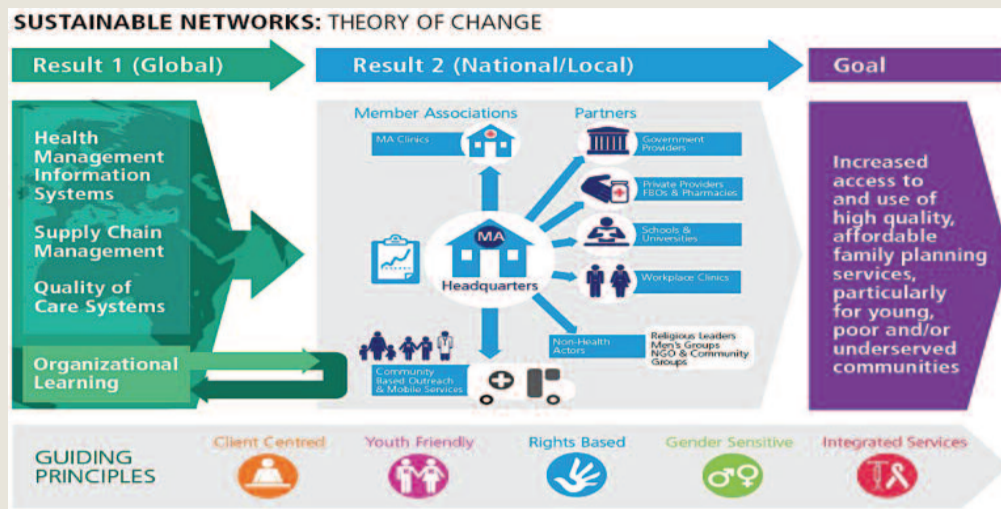 SUSTAINABLE NETWORKS: THEORY OF CHANGE
Result 1 (Global)
Result 2 (National/Local)
Goal
Health
Management
Information
Systems
Supply Chain
Management
Quality of
Care Systems
Organizational
Learning
Member Associations
MA Clinics
MA
Headquarters
Community
Based Outreach
& Mobile Services
Partners
Government
Providers
Private Providers
FBOs & Pharmacies
Schools &
Universities
Workplace Clinics
Non-Health
Actors
Religious Leaders
Men's Groups
NGO & Community
Groups
Increased
access to
and use of
high quality,
affordable
family planning
services,
particularly
for young,
poor and/or
underserved
communities
GUIDING
PRINCIPLES
Client Centred
Youth Friendly
Rights Based
Gender Sensitive
Integrated Services